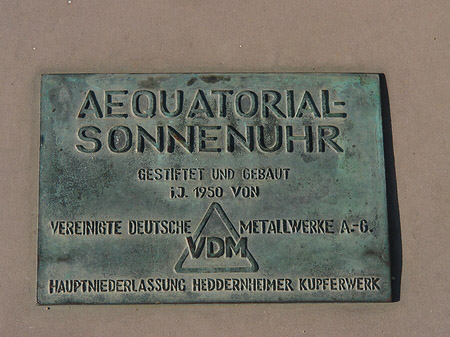 AEQUATORIAL-
SONNENUHR
GESTIFTET UND GEBAUT
i.J. 1950 VON
VEREINIGTE DEUTSCHE VDM METALLWERKE A.-G.
HAUPTNIEDERLASSUNG HEDDERNHEIMER KUPFERWERK